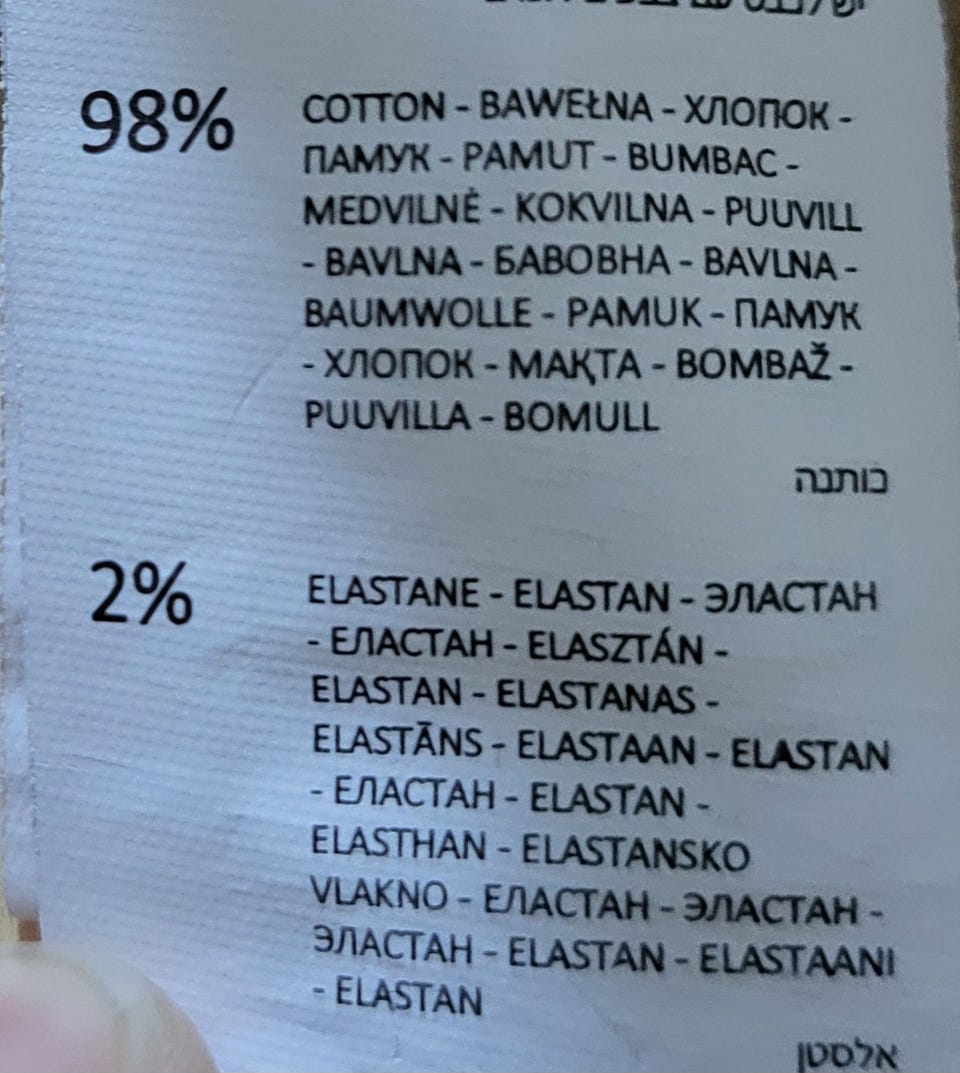 98%
COTTON - BAWEŁNA - ХЛОПОК -
ПАМУК - PAMUT - BUMBAC -
MEDVILNĖ - KOKVILNA - PUUVILL
- BAVLNA - БАВОВНА - BAVLNA -
BAUMWOLLE - PAMUK - ПАМУК
- ХЛОПОК - МАҚТА - BOMBAŽ -
PUUVILLA - BOMULL
כותנה
2%
ELASTANE - ELASTAN - ЭЛАСТАН
- ЕЛАСТАН - ELASZTÁN -
ELASTAN - ELASTANAS -
ELASTĀNS - ELASTAAN - ELASTAN
- ЕЛАСТАН - ELASTAN -
ELASTHAN - ELASTANSKO
VLAKNO - ЕЛАСТАН - ЭЛАСТАН -
ЭЛАСТАН - ELASTAN - ELASTAANI
- ELASTAN
אלסטן